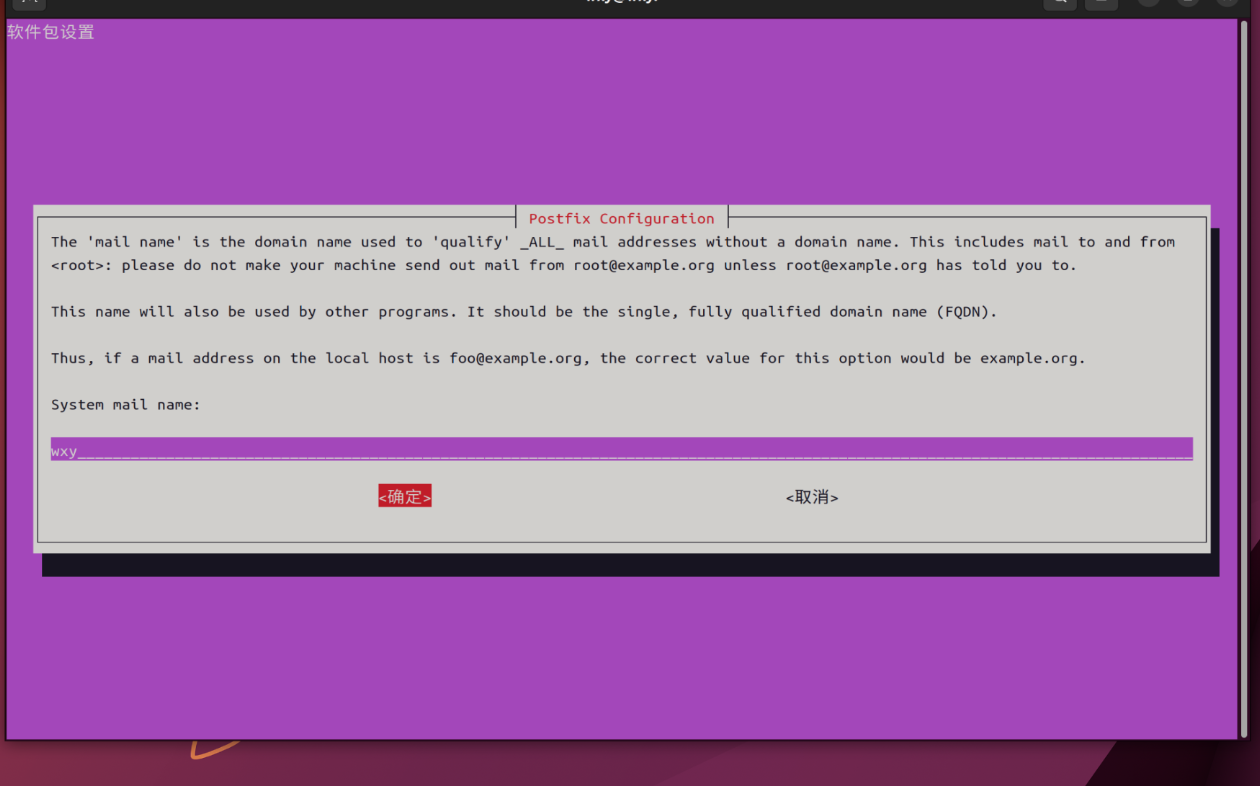 软件包设置
Postfix Configuration
The 'mail name' is the domain name used to 'qualify' _ALL_ mail addresses without a domain name. This includes mail to and from
<root>: please do not make your machine send out mail from root@example.org unless root@example.org has told you to.
This name will also be used by other programs. It should be the single, fully qualified domain name (FQDN).
Thus, if a mail address on the local host is foo@example.org, the correct value for this option would be example.org.
System mail name:
wxy
<确定> <取消>